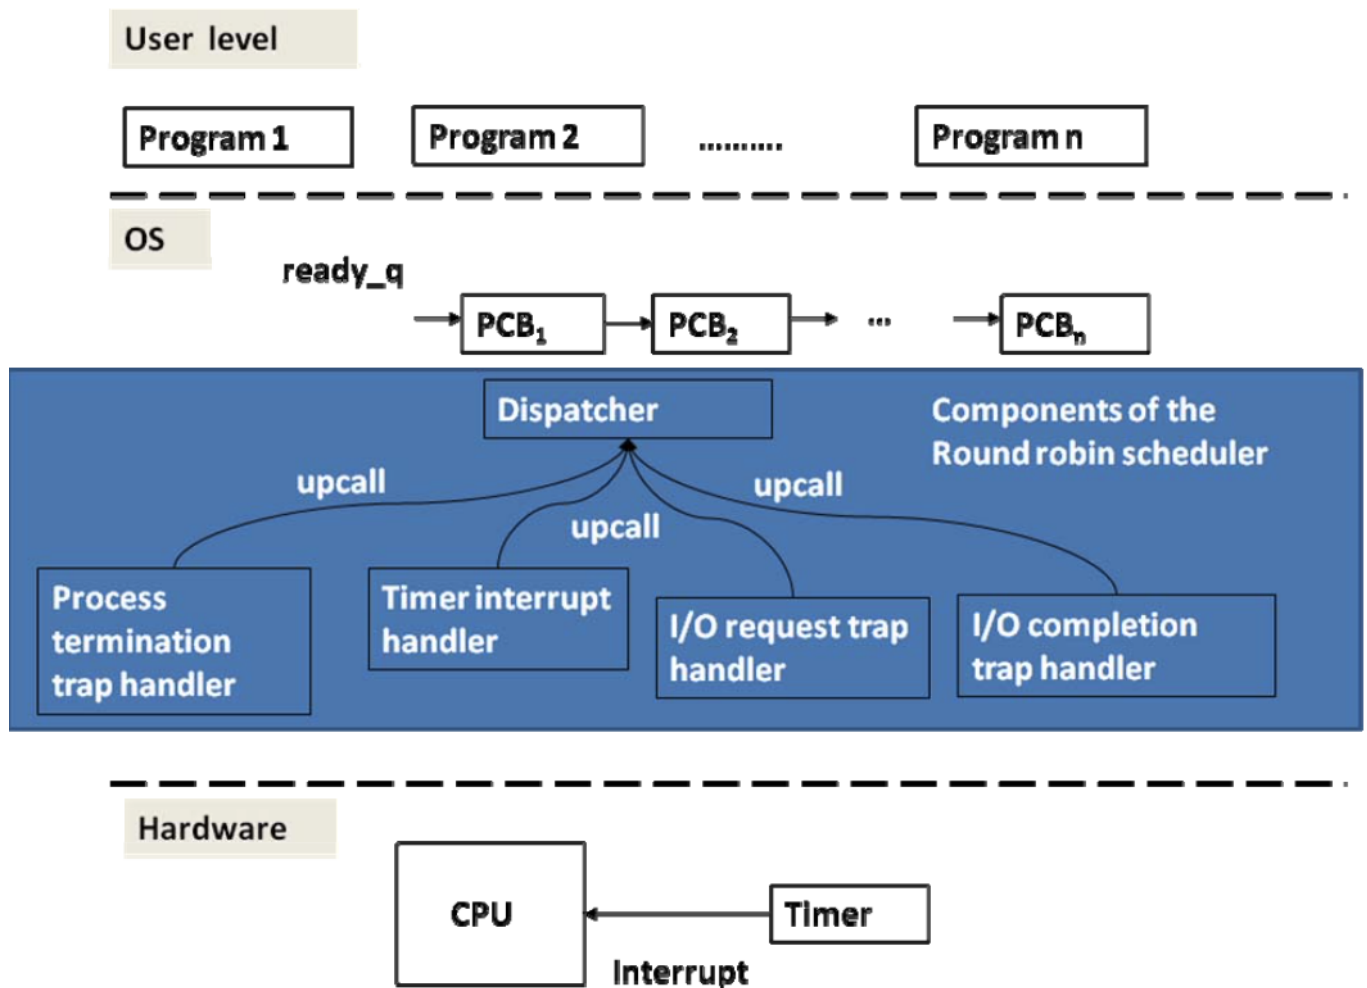 User level
Program 1
Program 2
..........
Program n
OS
ready_q
PCB₁
PCB₂
...
PCBₙ
Dispatcher
Components of the
Round robin scheduler
upcall
upcall
upcall
Process
termination
trap handler
Timer interrupt
handler
I/O request trap
handler
I/O completion
trap handler
Hardware
CPU
Timer
Interrupt